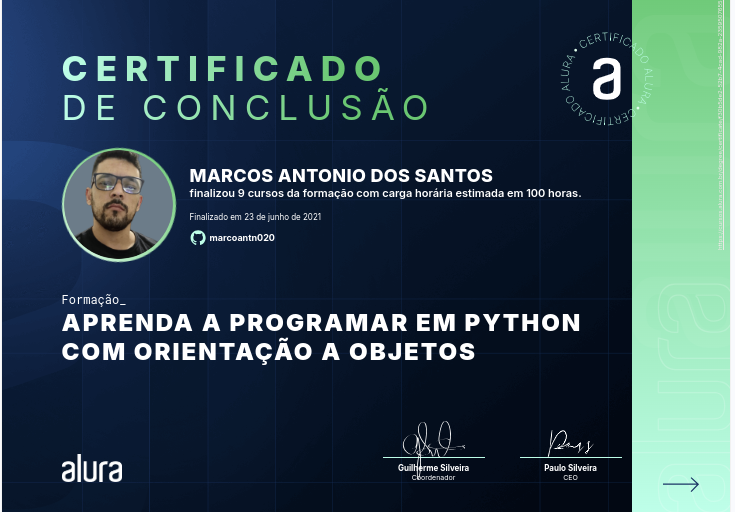 CERTIFICADO
DE CONCLUSÃO
CERTIFICADO ALURA • CERTIFICADO ALURA •
a
MARCOS ANTONIO DOS SANTOS
finalizou 9 cursos da formação com carga horária estimada em 100 horas.
Finalizado em 23 de junho de 2021
marcoantn020
Formação_
APRENDA A PROGRAMAR EM PYTHON
COM ORIENTAÇÃO A OBJETOS
alura
Guilherme Silveira
Coordenador
Paulo Silveira
CEO
alura